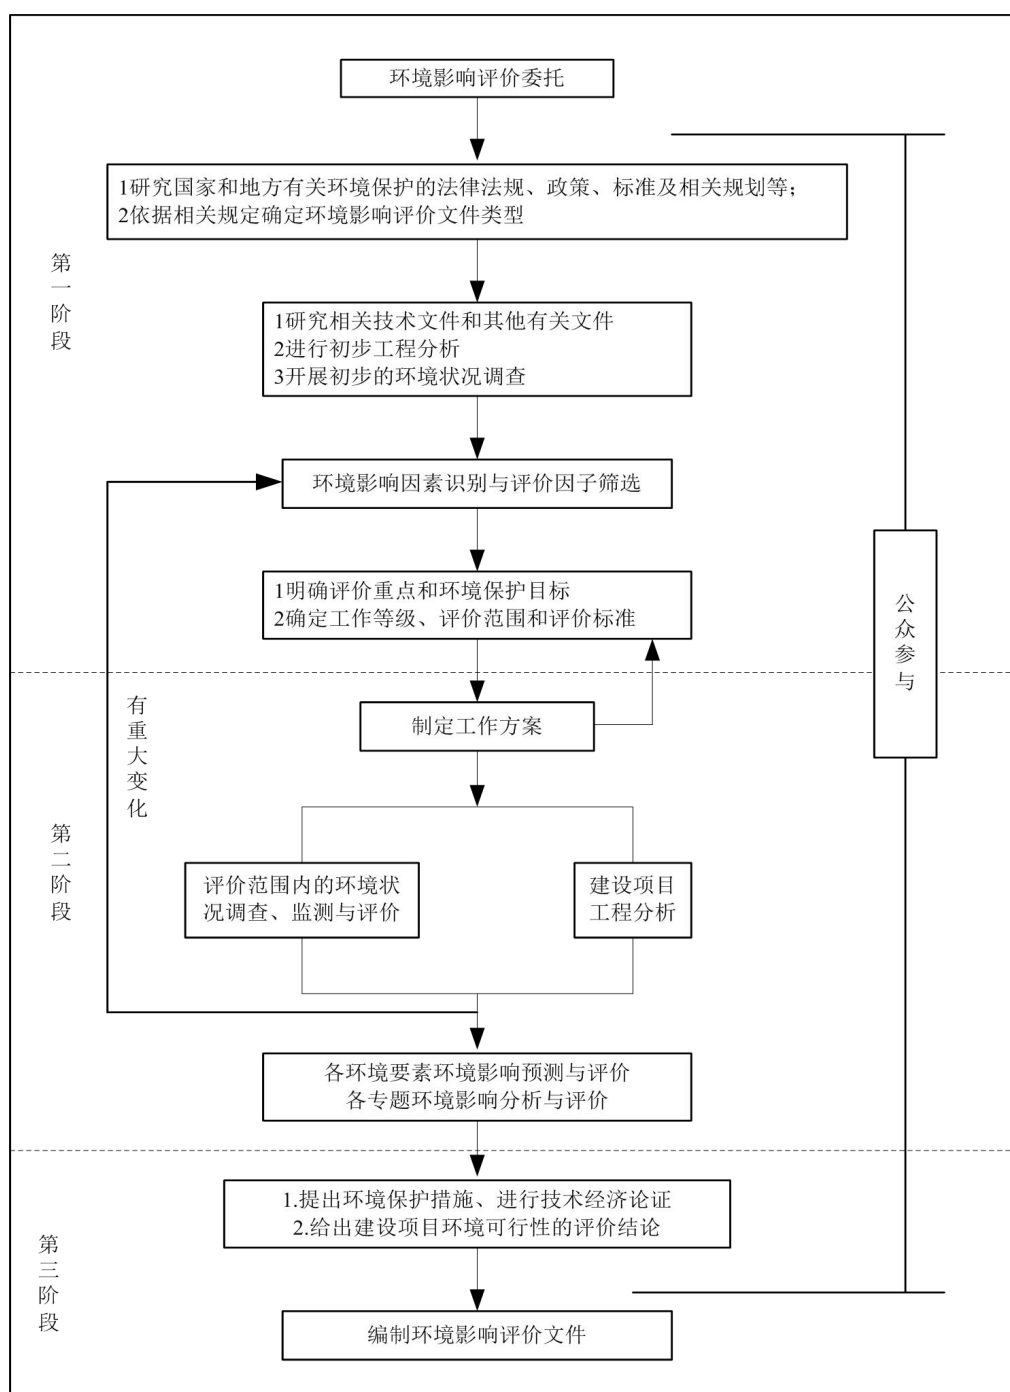 环境影响评价委托
1研究国家和地方有关环境保护的法律法规、政策、标准及相关规划等；
2依据相关规定确定环境影响评价文件类型
第一阶段
1研究相关技术文件和其他有关文件
2进行初步工程分析
3开展初步的环境状况调查
环境影响因素识别与评价因子筛选
1明确评价重点和环境保护目标
2确定工作等级、评价范围和评价标准
公众参与
有重大变化
制定工作方案
第二阶段
评价范围内的环境状
况调查、监测与评价
建设项目
工程分析
各环境要素环境影响预测与评价
各专题环境影响分析与评价
第三阶段
1.提出环境保护措施、进行技术经济论证
2.给出建设项目环境可行性的评价结论
编制环境影响评价文件